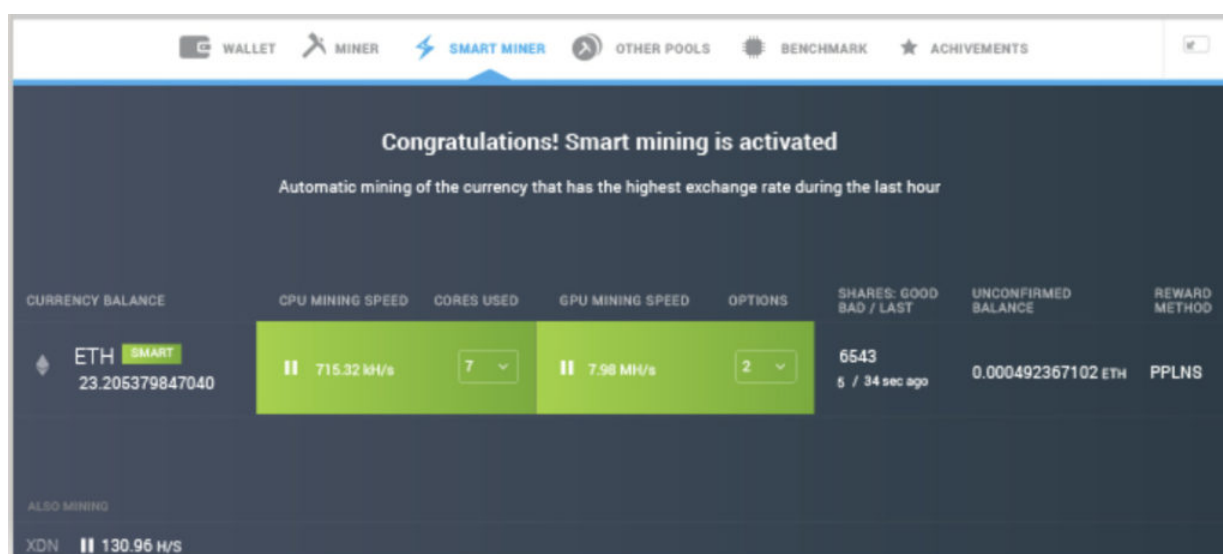 WALLET MINER SMART MINER OTHER POOLS BENCHMARK ACHIVEMENTS
Congratulations! Smart mining is activated
Automatic mining of the currency that has the highest exchange rate during the last hour
CURRENCY BALANCE CPU MINING SPEED CORES USED GPU MINING SPEED OPTIONS SHARES: GOOD UNCONFIRMED REWARD
BAD / LAST BALANCE METHOD
ETH SMART
23.205379847040
715.32 kH/s 7 7.98 MH/s 2
6543
5 / 34 sec ago
0.000492367102 ETH PPLNS
ALSO MINING
XDN 130.96 H/S